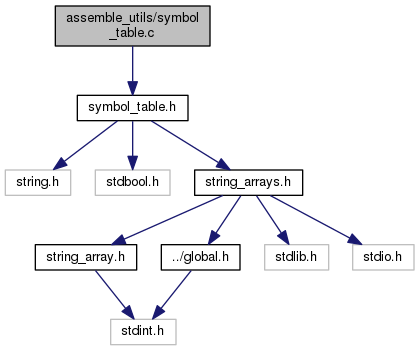 assemble_utils/symbol
_table.c
symbol_table.h
string.h
stdbool.h
string_arrays.h
string_array.h
../global.h
stdlib.h
stdio.h
stdint.h